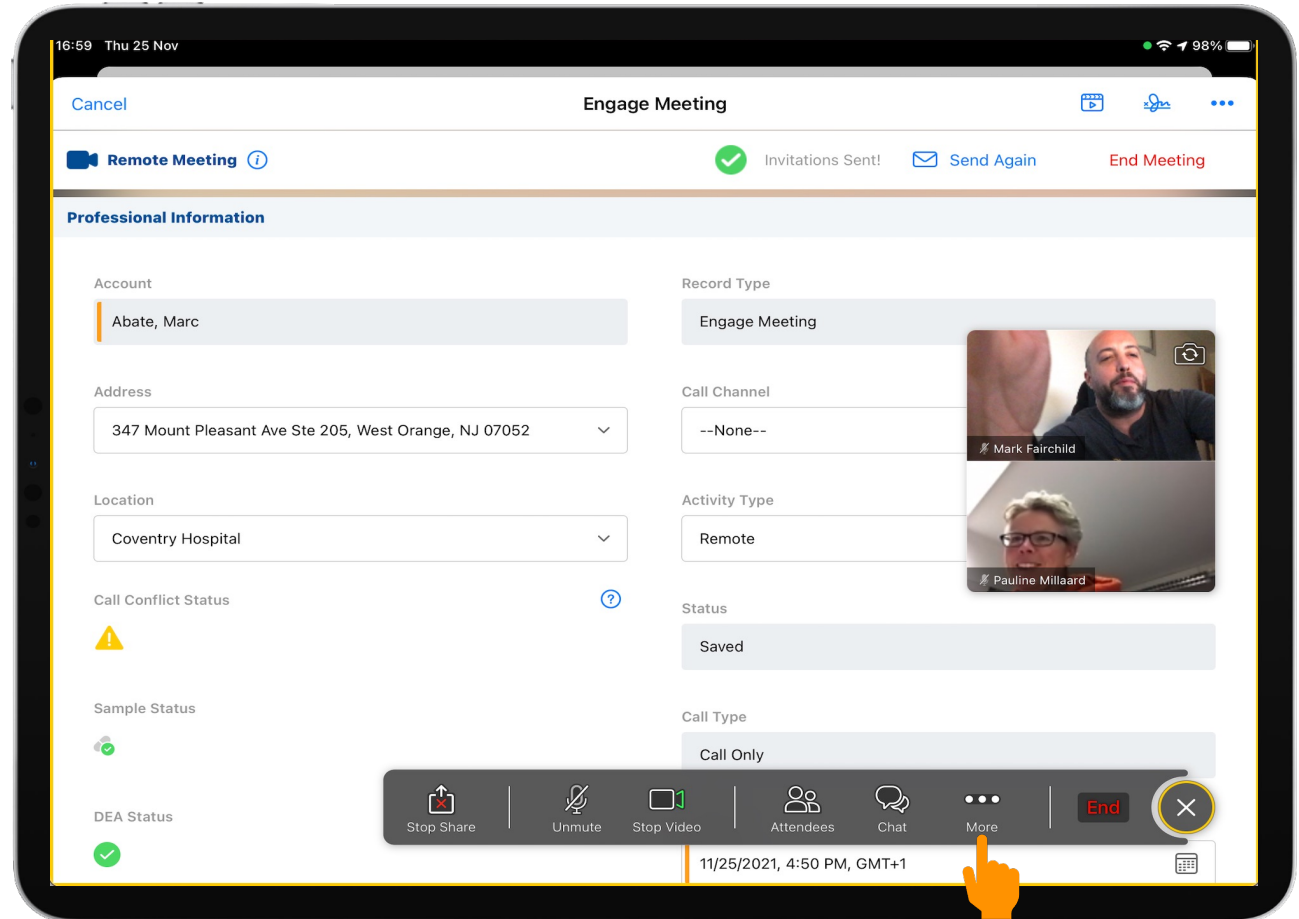 16:59 Thu 25 Nov
98%
Cancel
Engage Meeting
Remote Meeting
Invitations Sent!
Send Again
End Meeting
Professional Information
Account
Abate, Marc
Record Type
Engage Meeting
Address
347 Mount Pleasant Ave Ste 205, West Orange, NJ 07052
Call Channel
--None--
Mark Fairchild
Location
Coventry Hospital
Activity Type
Remote
Pauline Millaard
Call Conflict Status
?
Status
Saved
Sample Status
Call Type
Call Only
DEA Status
Stop Share
Unmute
Stop Video
Attendees
Chat
More
End
11/25/2021, 4:50 PM, GMT+1